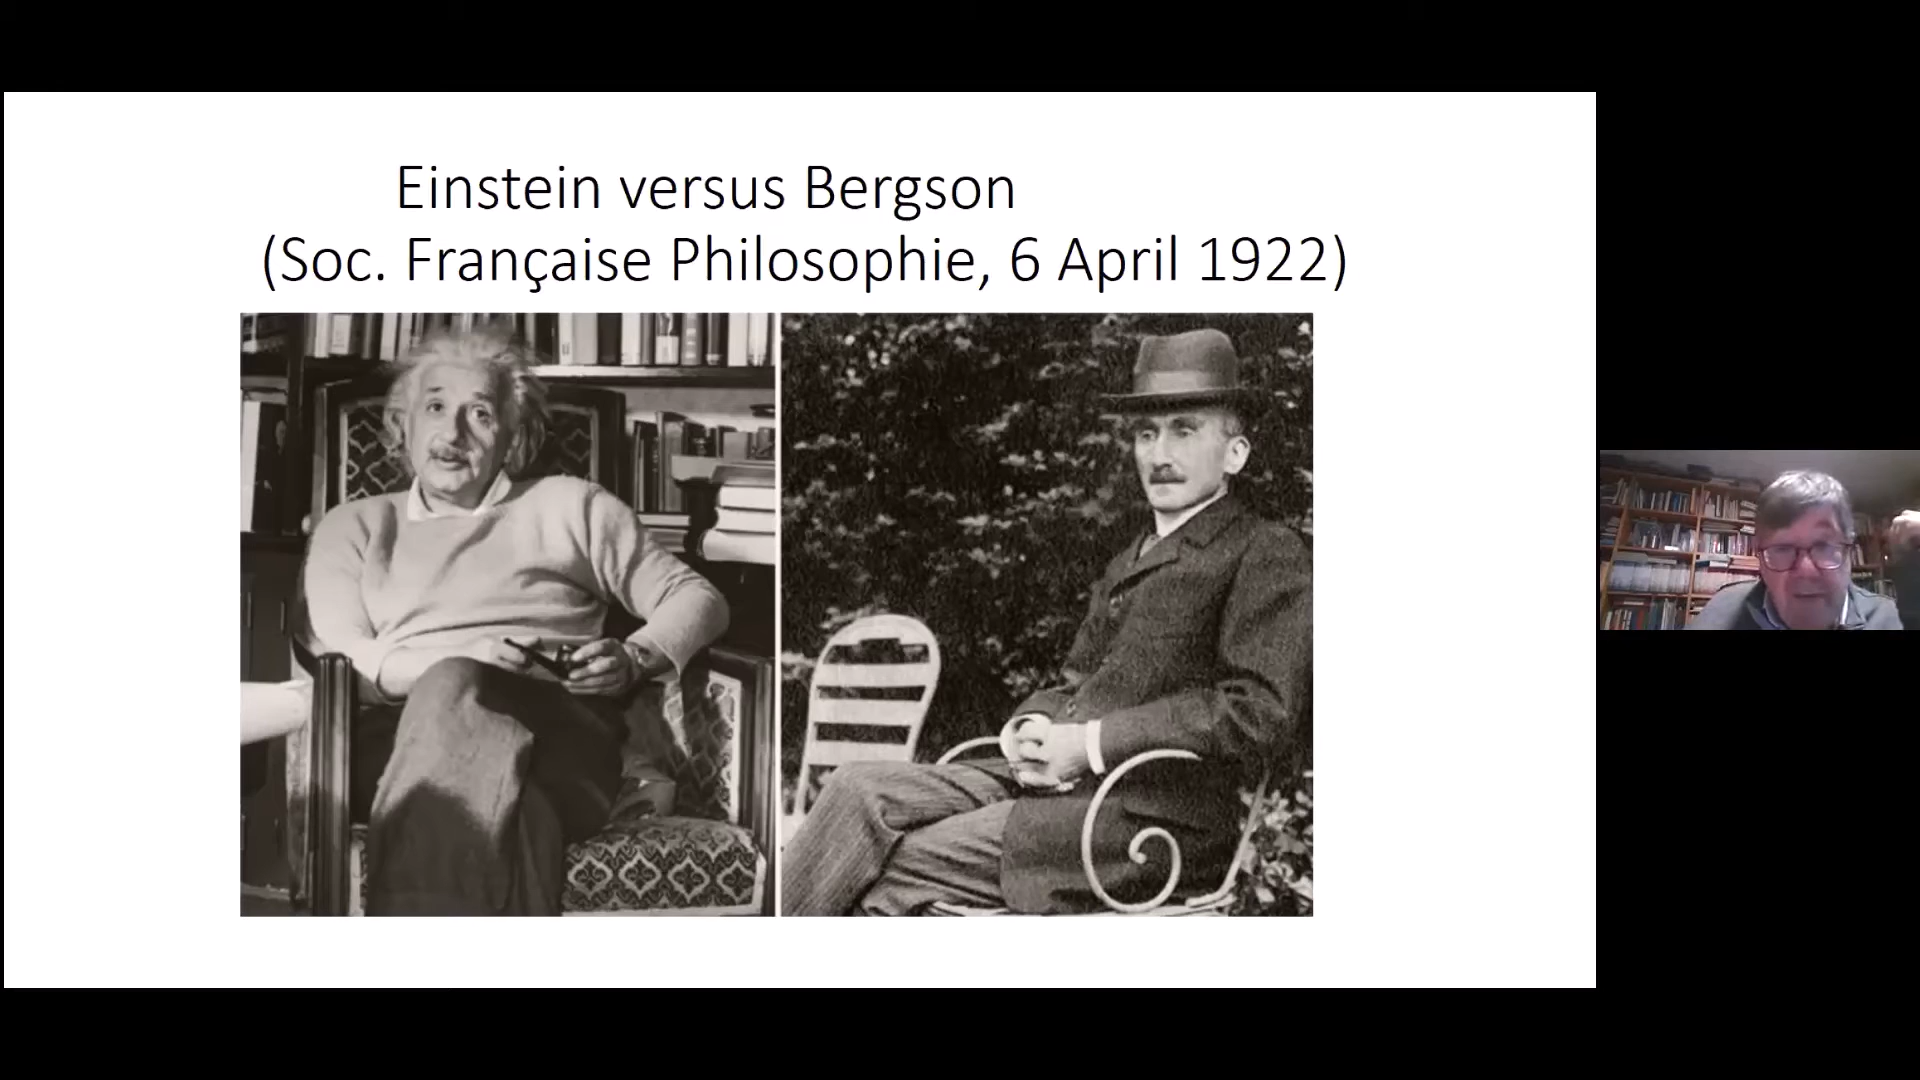 Einstein versus Bergson
(Soc. Française Philosophie, 6 April 1922)